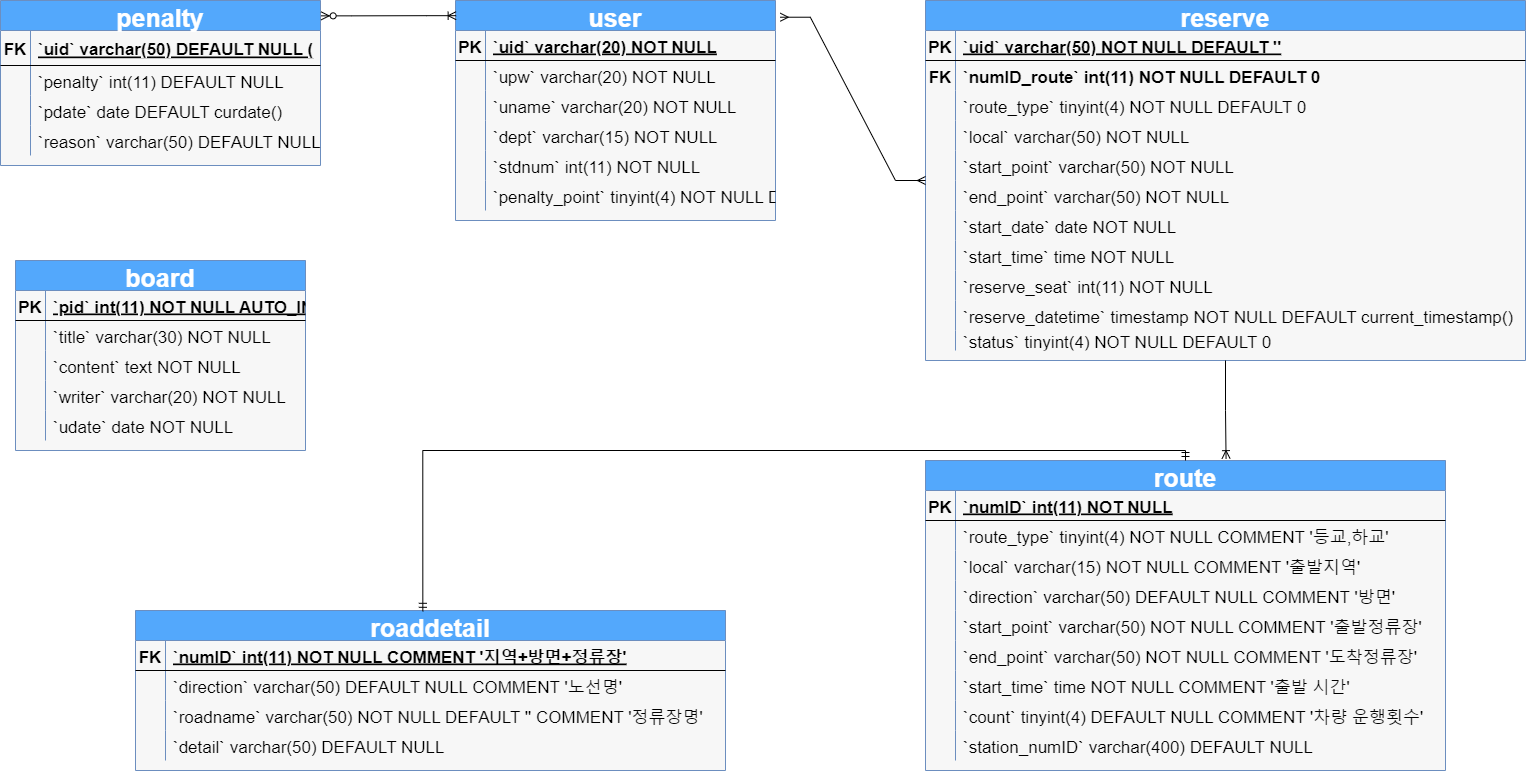 penalty
FK `uid` varchar(50) DEFAULT NULL (
`penalty` int(11) DEFAULT NULL
`pdate` date DEFAULT curdate()
`reason` varchar(50) DEFAULT NULL
user
PK `uid` varchar(20) NOT NULL
`upw` varchar(20) NOT NULL
`uname` varchar(20) NOT NULL
`dept` varchar(15) NOT NULL
`stdnum` int(11) NOT NULL
`penalty_point` tinyint(4) NOT NULL D
reserve
PK `uid` varchar(50) NOT NULL DEFAULT ''
FK `numID_route` int(11) NOT NULL DEFAULT 0
`route_type` tinyint(4) NOT NULL DEFAULT 0
`local` varchar(50) NOT NULL
`start_point` varchar(50) NOT NULL
`end_point` varchar(50) NOT NULL
`start_date` date NOT NULL
`start_time` time NOT NULL
`reserve_seat` int(11) NOT NULL
`reserve_datetime` timestamp NOT NULL DEFAULT current_timestamp()
`status` tinyint(4) NOT NULL DEFAULT 0
board
PK `pid` int(11) NOT NULL AUTO_IN
`title` varchar(30) NOT NULL
`content` text NOT NULL
`writer` varchar(20) NOT NULL
`udate` date NOT NULL
route
PK `numID` int(11) NOT NULL
`route_type` tinyint(4) NOT NULL COMMENT '등교,하교'
`local` varchar(15) NOT NULL COMMENT '출발지역'
`direction` varchar(50) DEFAULT NULL COMMENT '방면'
`start_point` varchar(50) NOT NULL COMMENT '출발정류장'
`end_point` varchar(50) NOT NULL COMMENT '도착정류장'
`start_time` time NOT NULL COMMENT '출발 시간'
`count` tinyint(4) DEFAULT NULL COMMENT '차량 운행횟수'
`station_numID` varchar(400) DEFAULT NULL
roaddetail
FK `numID` int(11) NOT NULL COMMENT '지역+방면+정류장'
`direction` varchar(50) DEFAULT NULL COMMENT '노선명'
`roadname` varchar(50) NOT NULL DEFAULT '' COMMENT '정류장명'
`detail` varchar(50) DEFAULT NULL